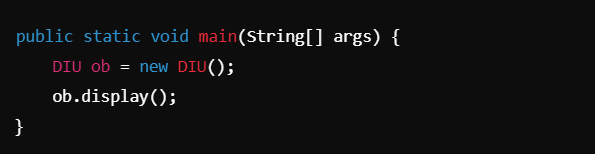 public static void main(String[] args) {
    DIU ob = new DIU();
    ob.display();
}